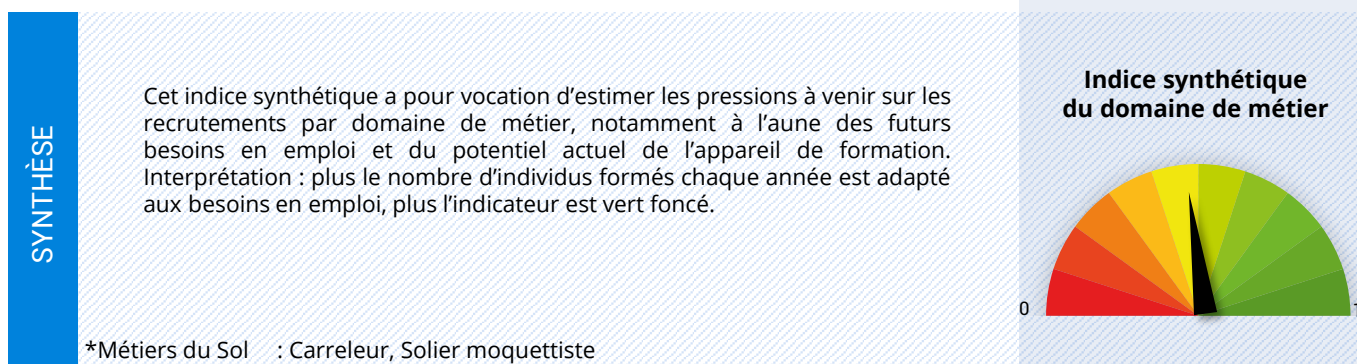 SYNTHÈSE
Cet indice synthétique a pour vocation d’estimer les pressions à venir sur les
recrutements par domaine de métier, notamment à l’aune des futurs
besoins en emploi et du potentiel actuel de l’appareil de formation.
Interprétation : plus le nombre d’individus formés chaque année est adapté
aux besoins en emploi, plus l’indicateur est vert foncé.
*Métiers du Sol : Carreleur, Solier moquettiste
Indice synthétique
du domaine de métier
0